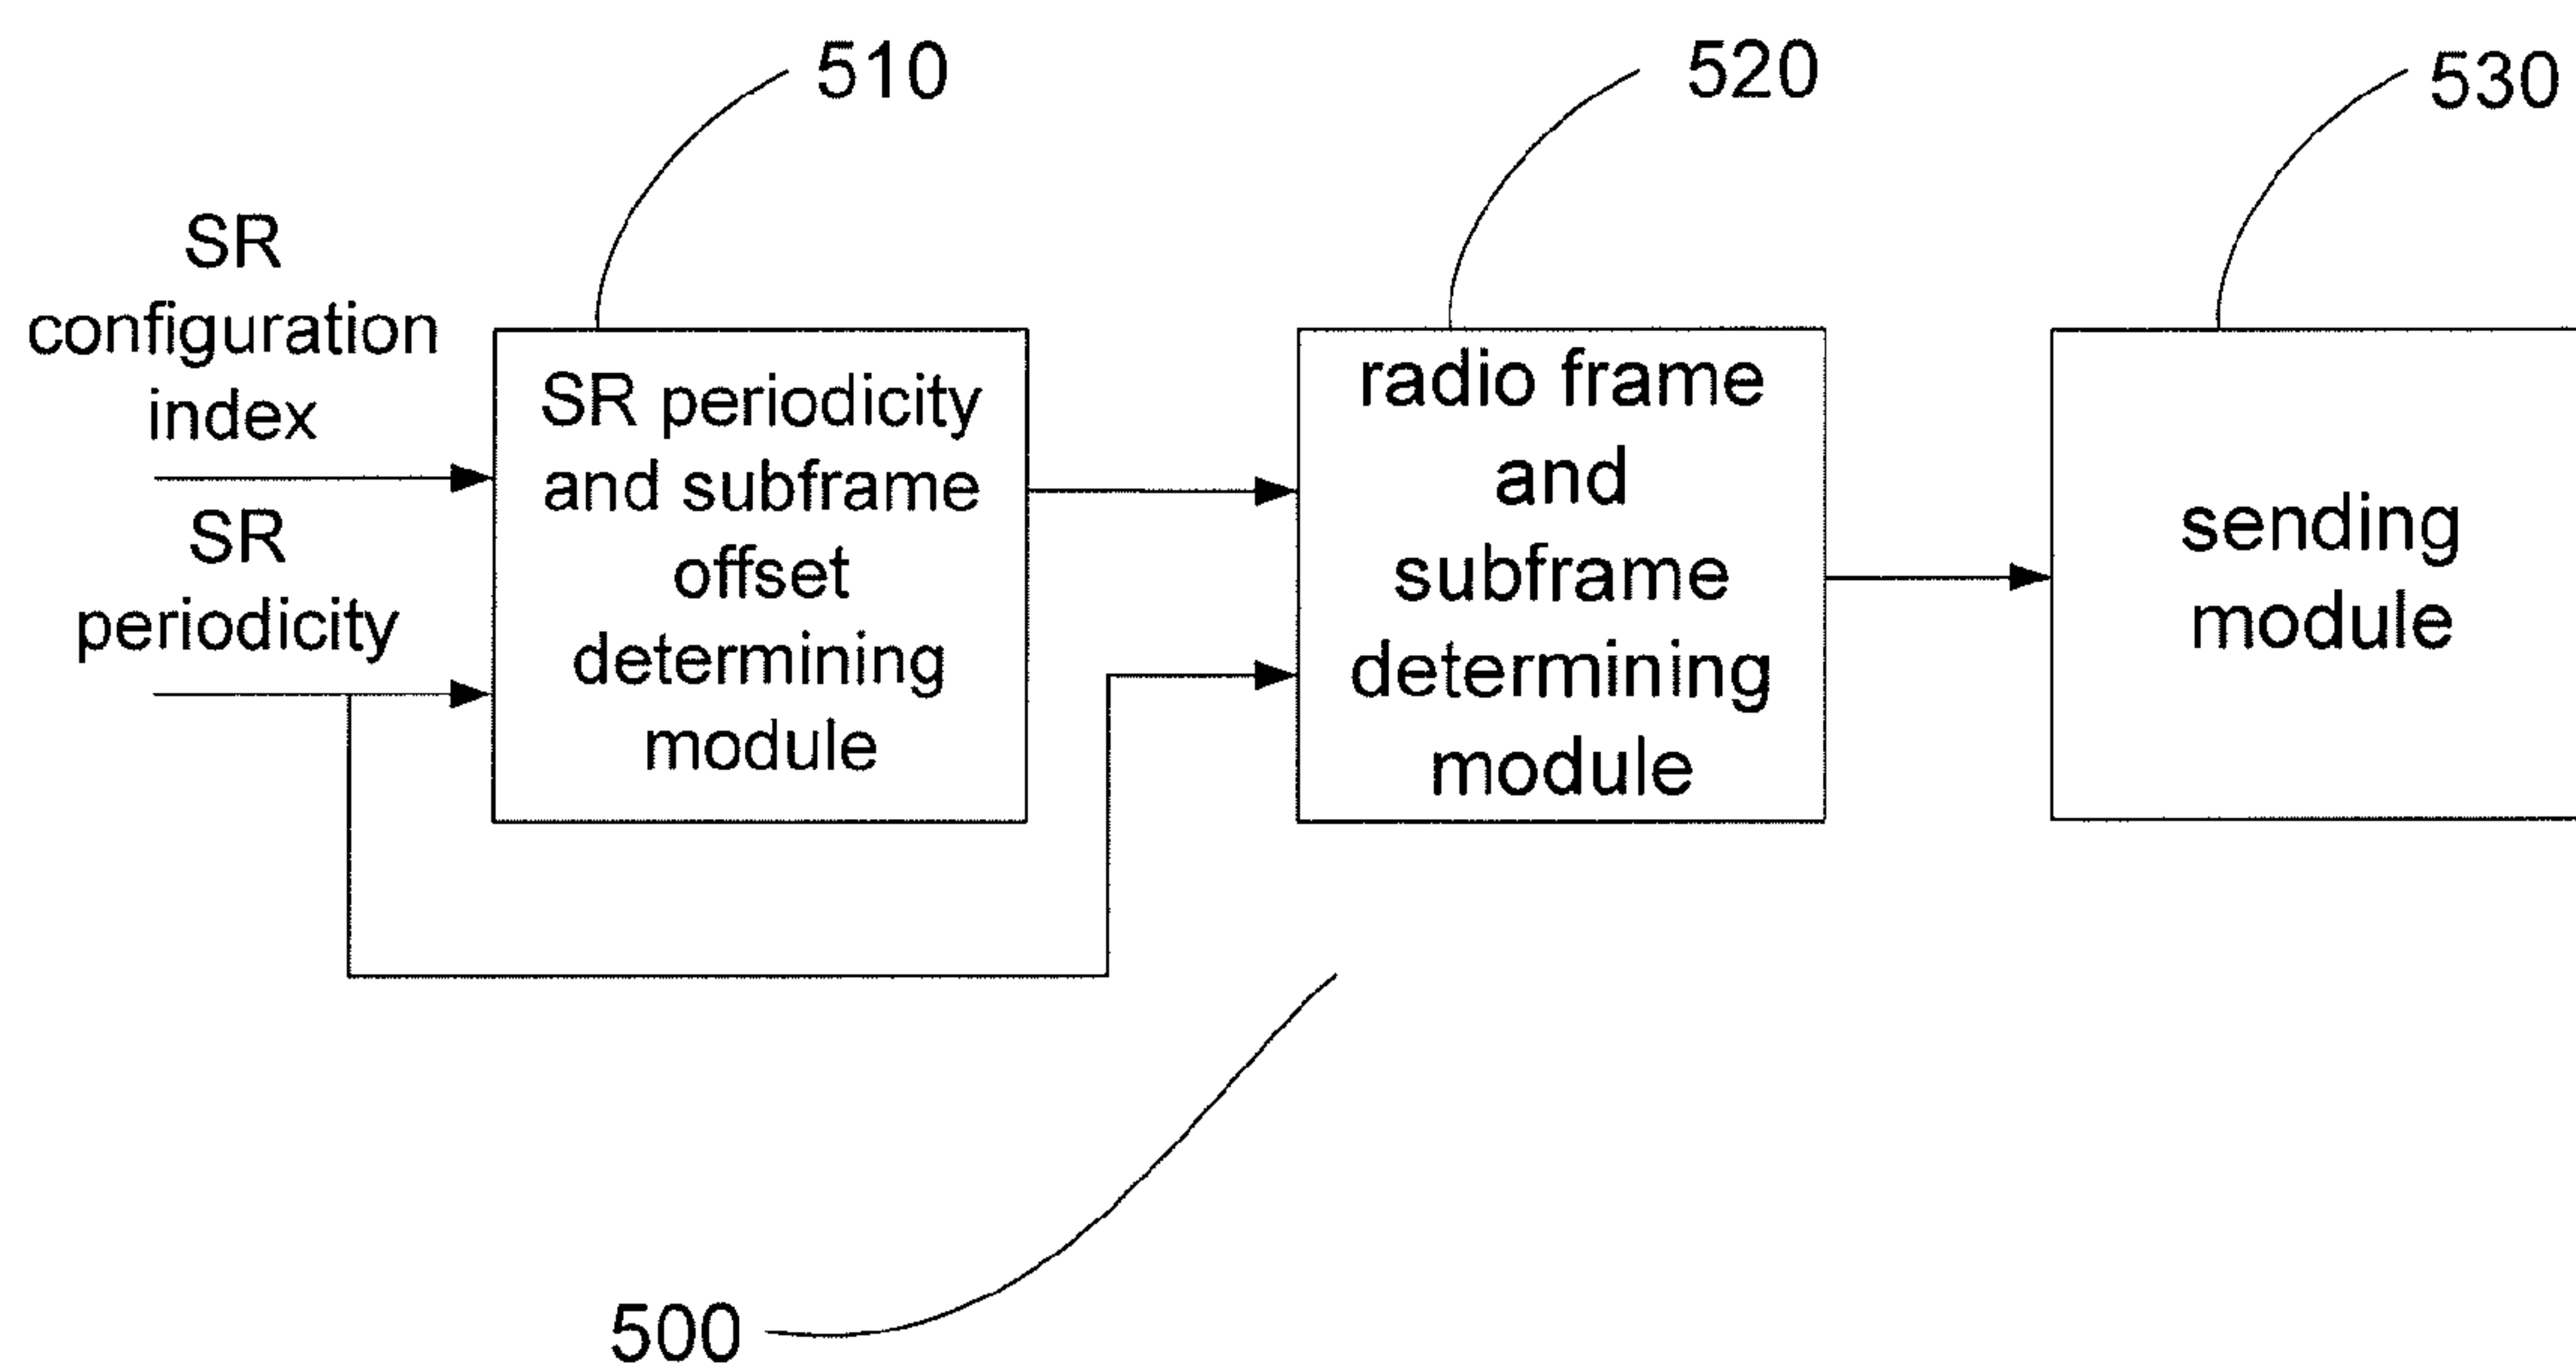 510
520
530
SR
configuration
index
SR
periodicity
SR periodicity
and subframe
offset
determining
module
radio frame
and
subframe
determining
module
sending
module
500